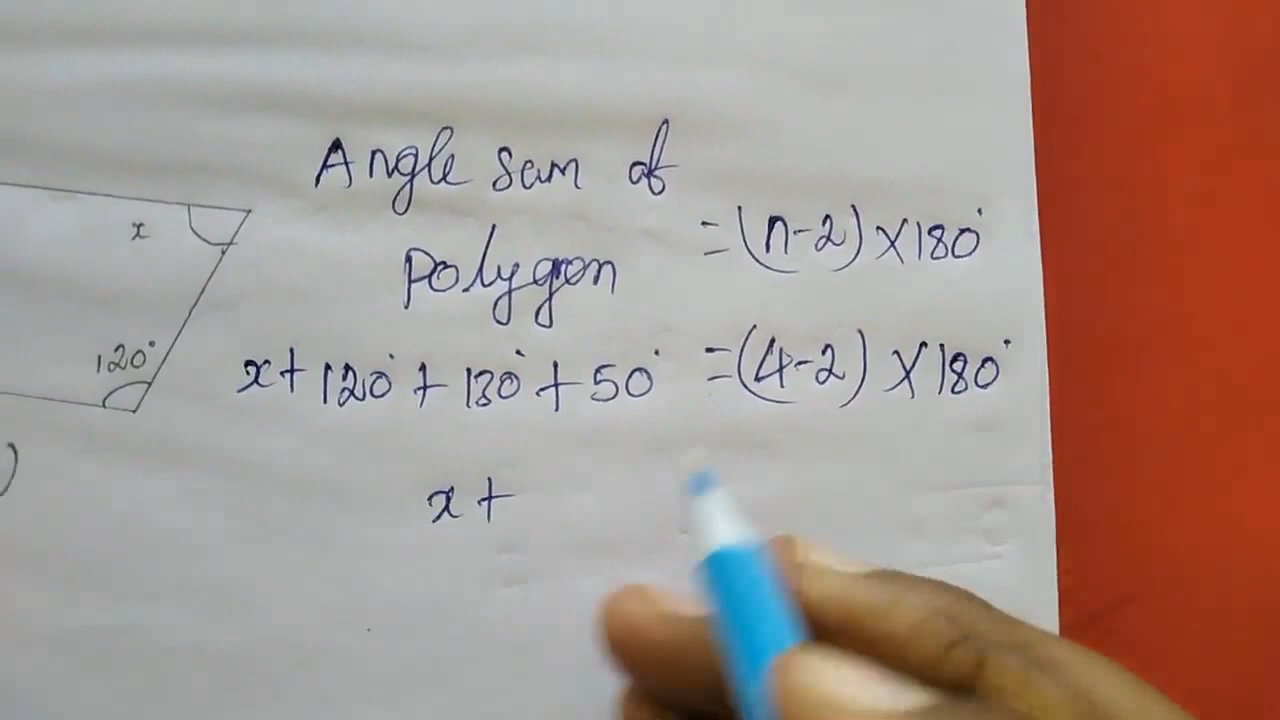 Angle sum of
Polygon = (n-2) × 180°
x
120°
x + 120° + 130° + 50° = (4-2) × 180°
)
x +